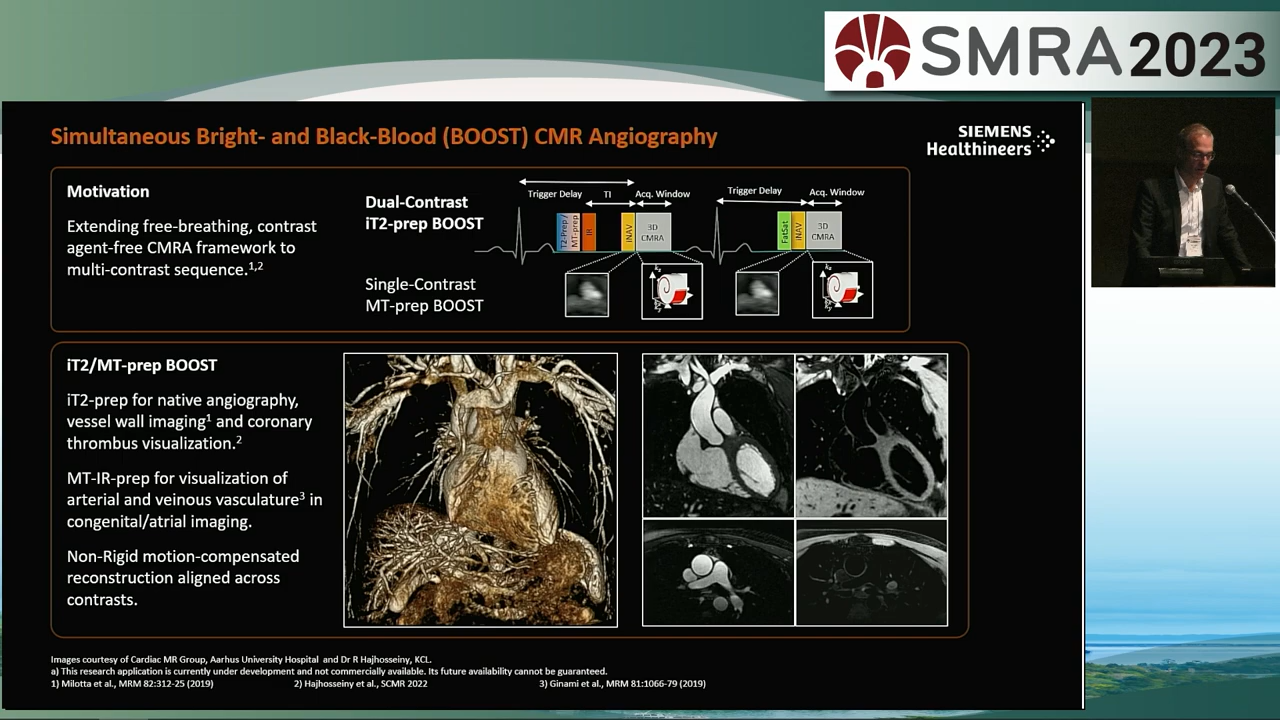 SMRA 2023
Simultaneous Bright- and Black-Blood (BOOST) CMR Angiography
SIEMENS
Healthineers
Motivation
Extending free-breathing, contrast
agent-free CMRA framework to
multi-contrast sequence.1,2
Dual-Contrast
iT2-prep BOOST
Single-Contrast
MT-prep BOOST
Trigger Delay TI Acq. Window
T2-Prep/
MT-prep
IR
iNAV
3D
CMRA
Trigger Delay Acq. Window
FatSat
iNAV
3D
CMRA
iT2/MT-prep BOOST
iT2-prep for native angiography,
vessel wall imaging1 and coronary
thrombus visualization.2
MT-IR-prep for visualization of
arterial and veinous vasculature3 in
congenital/atrial imaging.
Non-Rigid motion-compensated
reconstruction aligned across
contrasts.
Images courtesy of Cardiac MR Group, Aarhus University Hospital and Dr R Hajhosseiny, KCL.
a) This research application is currently under development and not commercially available. Its future availability cannot be guaranteed.
1) Milotta et al., MRM 82:312-25 (2019) 2) Hajhosseiny et al., SCMR 2022 3) Ginami et al., MRM 81:1066-79 (2019)